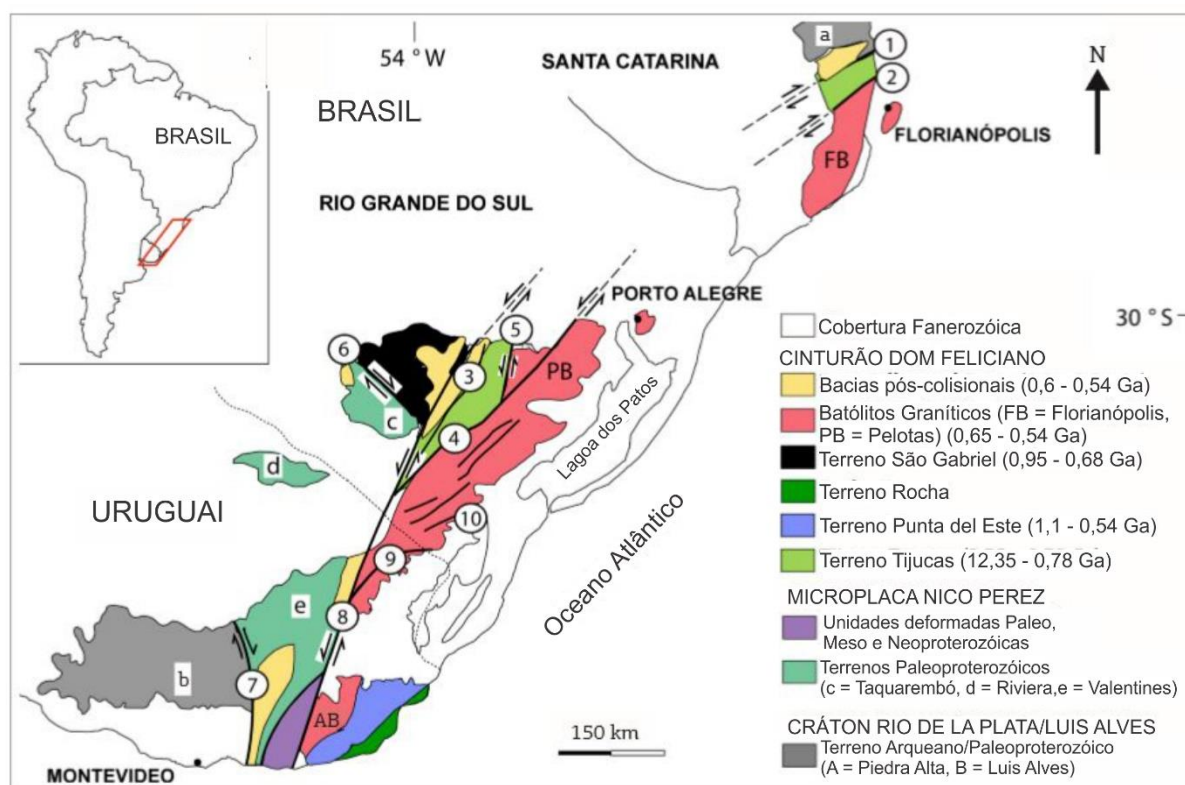 54 ° W
SANTA CATARINA
BRASIL
BRASIL
a
1
2
N
FLORIANÓPOLIS
FB
RIO GRANDE DO SUL
PORTO ALEGRE
30 ° S
5
6
3
PB
c
4
Lagoa dos Patos
d
URUGUAI
10
9
Oceano Atlântico
e
8
b
7
AB
150 km
MONTEVIDEO
Cobertura Fanerozóica
CINTURÃO DOM FELICIANO
Bacias pós-colisionais (0,6 - 0,54 Ga)
Batólitos Graníticos (FB = Florianópolis,
PB = Pelotas) (0,65 - 0,54 Ga)
Terreno São Gabriel (0,95 - 0,68 Ga)
Terreno Rocha
Terreno Punta del Este (1,1 - 0,54 Ga)
Terreno Tijucas (12,35 - 0,78 Ga)
MICROPLACA NICO PEREZ
Unidades deformadas Paleo,
Meso e Neoproterozóicas
Terrenos Paleoproterozóicos
(c = Taquarembó, d = Riviera,e = Valentines)
CRÁTON RIO DE LA PLATA/LUIS ALVES
Terreno Arqueano/Paleoproterozóico
(A = Piedra Alta, B = Luis Alves)